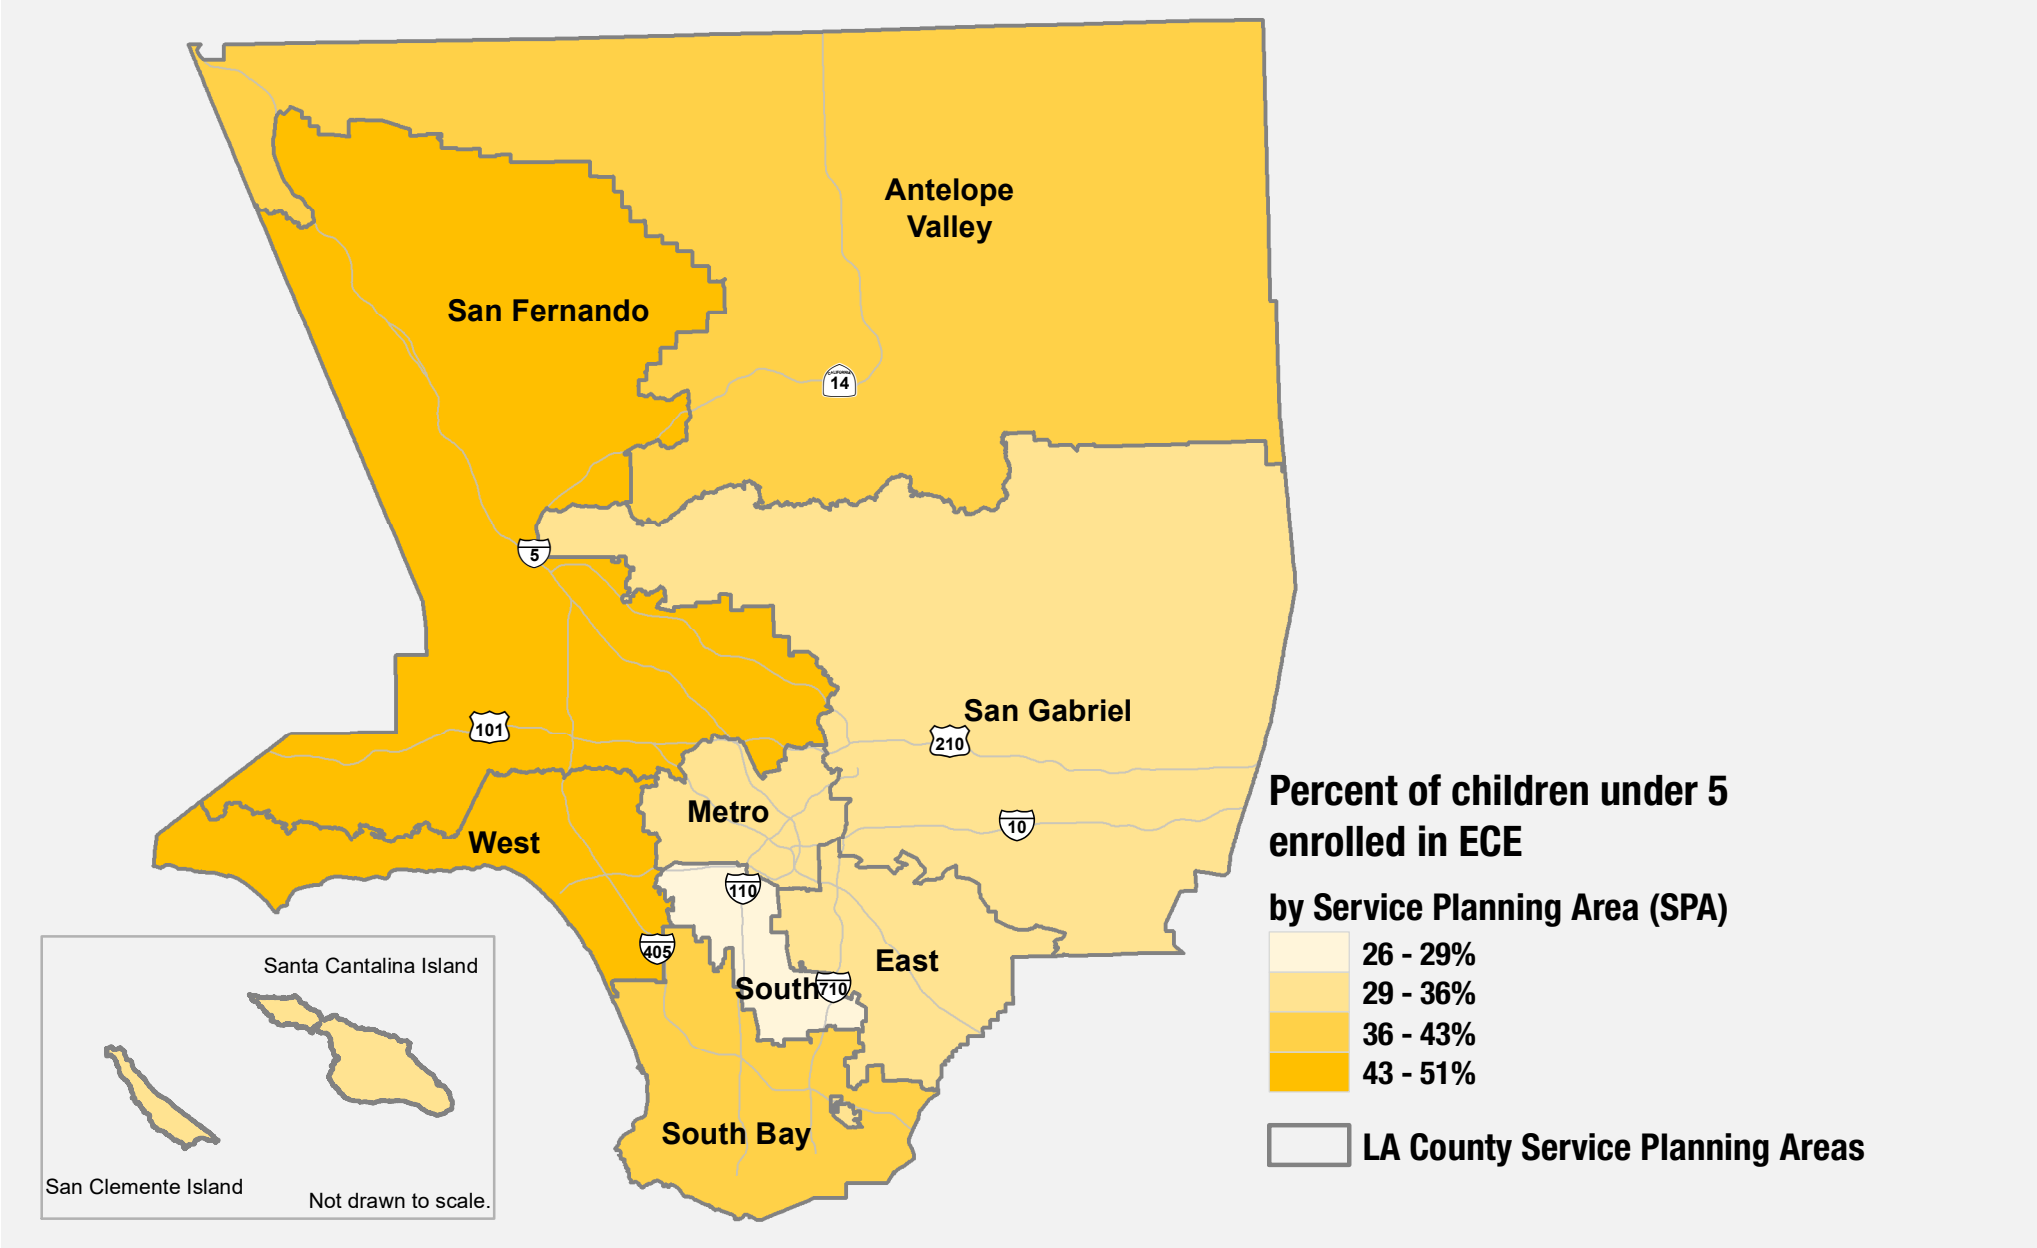 Antelope
Valley
San Fernando
14
5
San Gabriel
101
210
Metro
10
West
110
405
East
South
710
South Bay
Santa Cantalina Island
San Clemente Island
Not drawn to scale.
Percent of children under 5
enrolled in ECE
by Service Planning Area (SPA)
26 - 29%
29 - 36%
36 - 43%
43 - 51%
LA County Service Planning Areas